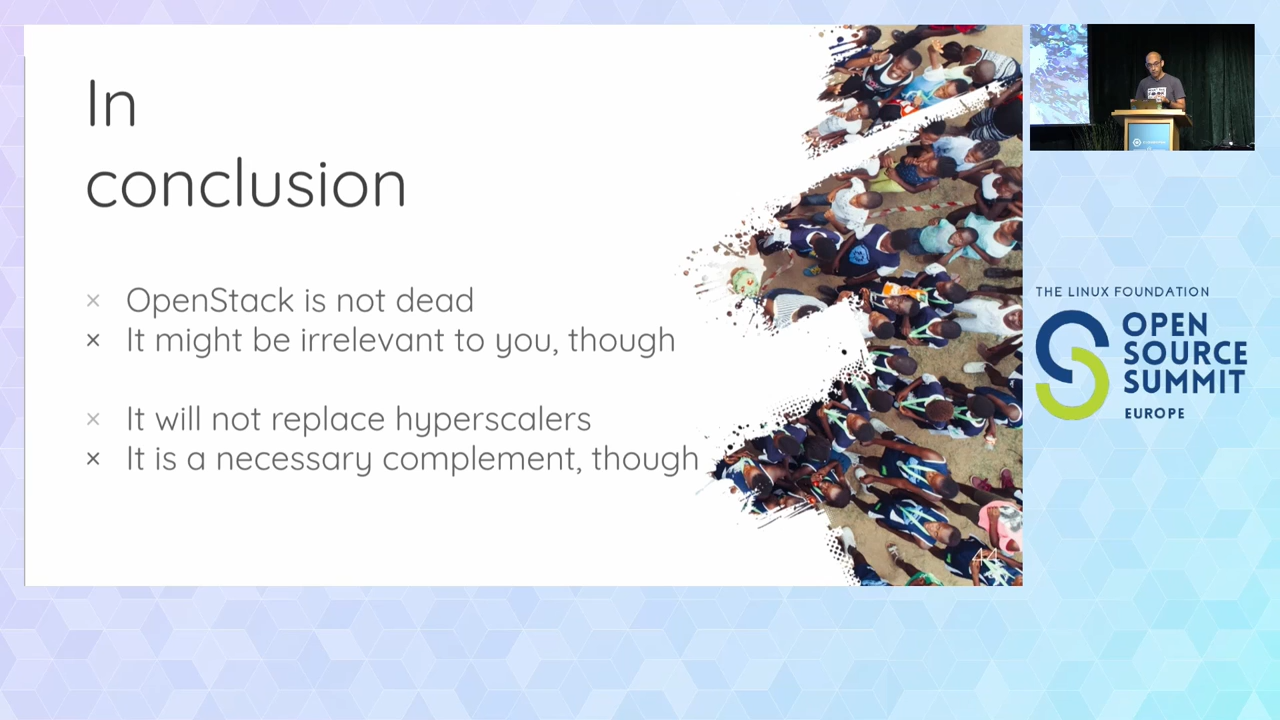 In
conclusion
× OpenStack is not dead
× It might be irrelevant to you, though
× It will not replace hyperscalers
× It is a necessary complement, though
44
THE LINUX FOUNDATION
OPEN
SOURCE
SUMMIT
EUROPE